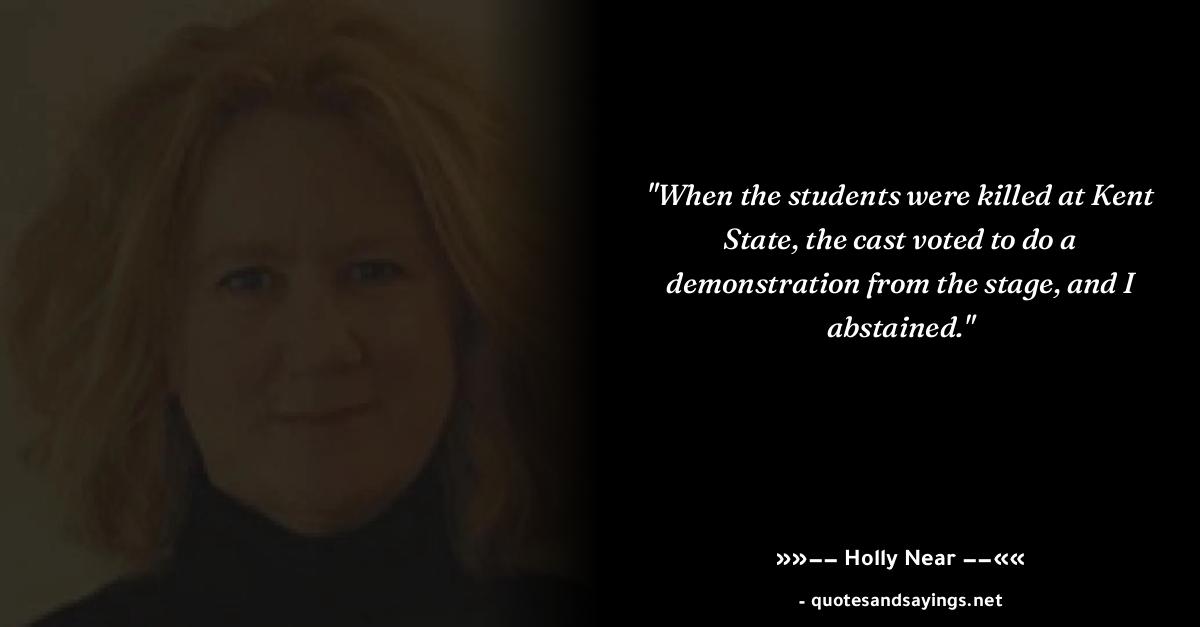 "When the students were killed at Kent
State, the cast voted to do a
demonstration from the stage, and I
abstained."
»»−− Holly Near −−««
- quotesandsayings.net